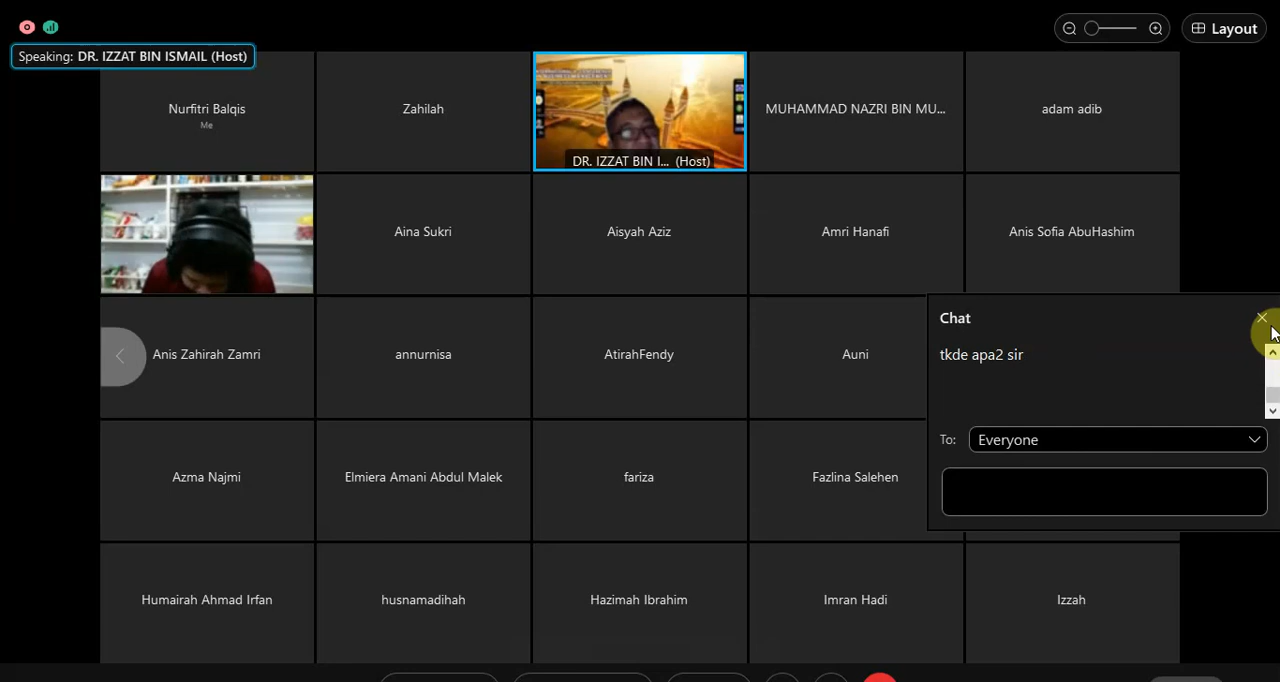 Layout
Speaking: DR. IZZAT BIN ISMAIL (Host)
Nurfitri Balqis
Me
Zahilah
DR. IZZAT BIN I... (Host)
MUHAMMAD NAZRI BIN MU...
adam adib
Aina Sukri
Aisyah Aziz
Amri Hanafi
Anis Sofia AbuHashim
Anis Zahirah Zamri
annurnisa
AtirahFendy
Auni
Chat
tkde apa2 sir
To:
Everyone
Azma Najmi
Elmiera Amani Abdul Malek
fariza
Fazlina Salehen
Humairah Ahmad Irfan
husnamadihah
Hazimah Ibrahim
Imran Hadi
Izzah